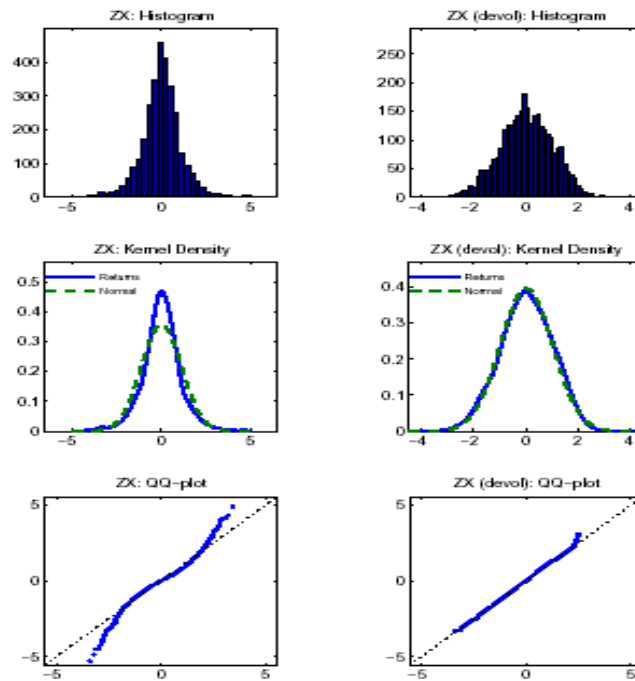 ZX: Histogram
400
300
200
100
0
−5 0 5
ZX (devol): Histogram
250
200
150
100
50
0
−4 −2 0 2 4
ZX: Kernel Density
0.5
0.4
0.3
0.2
0.1
0
Returns
Normal
−5 0 5
ZX (devol): Kernel Density
0.4
0.3
0.2
0.1
0
Returns
Normal
−4 −2 0 2 4
ZX: QQ−plot
5
0
−5
−5 0 5
ZX (devol): QQ−plot
5
0
−5
−5 0 5